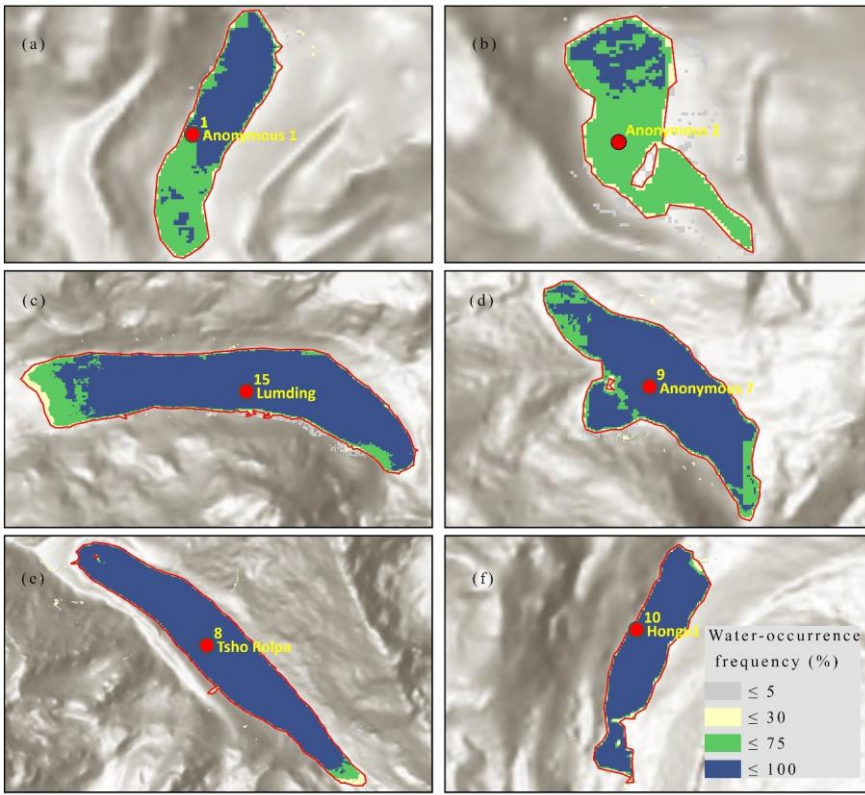 (a)
1
Anonymous 1
(b)
Anonymous 2
(c)
15
Lumding
(d)
9
Anonymous 7
(e)
8
Tsho Rolpa
(f)
10
Water-occurrence
frequency (%)
≤ 5
≤ 30
≤ 75
≤ 100